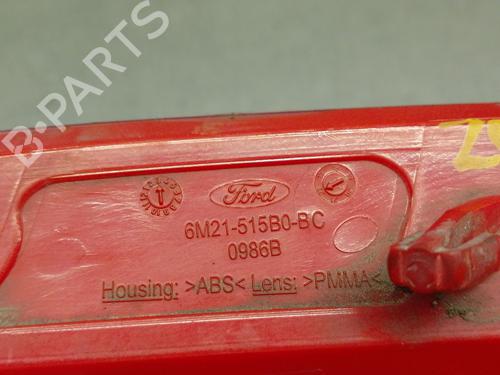 B-PARTS
Ford
6M21-515B0-BC
0986B
Housing: >ABS< Lens: >PMMA<